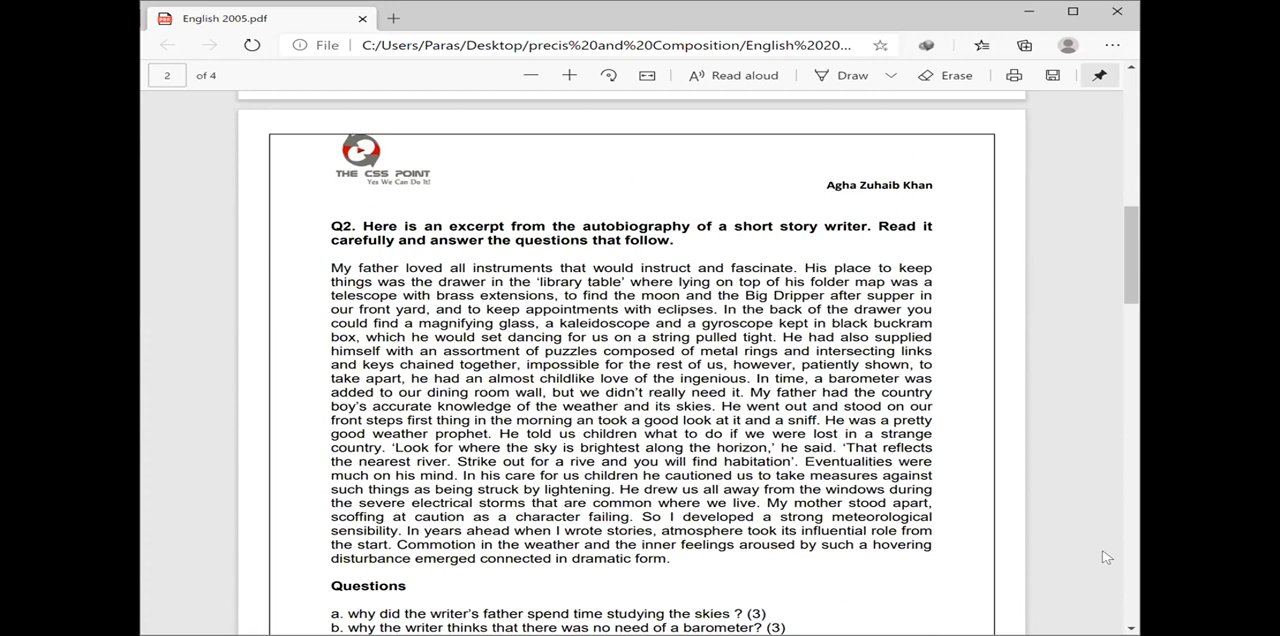 English 2005.pdf
File C:/Users/Paras/Desktop/precis%20and%20Composition/English%2020...
2 of 4 Read aloud Draw Erase
THE CSS POINT
Yes We Can Do It!
Agha Zuhaib Khan
Q2. Here is an excerpt from the autobiography of a short story writer. Read it
carefully and answer the questions that follow.
My father loved all instruments that would instruct and fascinate. His place to keep
things was the drawer in the ‘library table’ where lying on top of his folder map was a
telescope with brass extensions, to find the moon and the Big Dripper after supper in
our front yard, and to keep appointments with eclipses. In the back of the drawer you
could find a magnifying glass, a kaleidoscope and a gyroscope kept in black buckram
box, which he would set dancing for us on a string pulled tight. He had also supplied
himself with an assortment of puzzles composed of metal rings and intersecting links
and keys chained together, impossible for the rest of us, however, patiently shown, to
take apart, he had an almost childlike love of the ingenious. In time, a barometer was
added to our dining room wall, but we didn’t really need it. My father had the country
boy’s accurate knowledge of the weather and its skies. He went out and stood on our
front steps first thing in the morning an took a good look at it and a sniff. He was a pretty
good weather prophet. He told us children what to do if we were lost in a strange
country. ‘Look for where the sky is brightest along the horizon,’ he said. ‘That reflects
the nearest river. Strike out for a rive and you will find habitation’. Eventualities were
much on his mind. In his care for us children he cautioned us to take measures against
such things as being struck by lightening. He drew us all away from the windows during
the severe electrical storms that are common where we live. My mother stood apart,
scoffing at caution as a character failing. So I developed a strong meteorological
sensibility. In years ahead when I wrote stories, atmosphere took its influential role from
the start. Commotion in the weather and the inner feelings aroused by such a hovering
disturbance emerged connected in dramatic form.
Questions
a. why did the writer’s father spend time studying the skies ? (3)
b. why the writer thinks that there was no need of a barometer? (3)